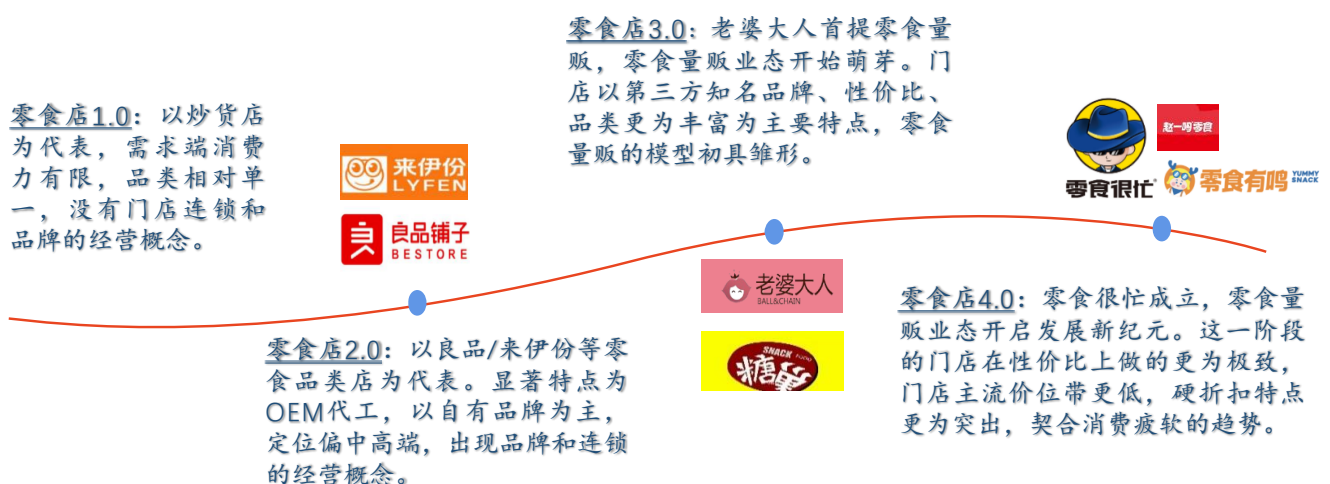 零食店1.0：以炒货店
为代表，需求端消费
力有限，品类相对单
一，没有门店连锁和
品牌的经营概念。
来伊份
LYFEN
良
良品铺子
BESTORE
零食店2.0：以良品/来伊份等零
食品类店为代表。显著特点为
OEM代工，以自有品牌为主，
定位偏中高端，出现品牌和连锁
的经营概念。
零食店3.0：老婆大人首提零食量
贩，零食量贩业态开始萌芽。门
店以第三方知名品牌、性价比、
品类更为丰富为主要特点，零食
量贩的模型初具雏形。
老婆大人
BALL&CHAIN
SNACK FOOD
糖巢
零食很忙
赵一鸣零食
零食有鸣
YUMMY
SNACK
零食店4.0：零食很忙成立，零食量
贩业态开启发展新纪元。这一阶段
的门店在性价比上做的更为极致，
门店主流价位带更低，硬折扣特点
更为突出，契合消费疲软的趋势。